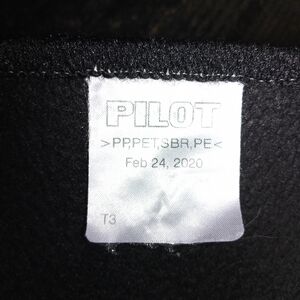 PILOT
>PP,PET,SBR,PE<
Feb 24, 2020
T3